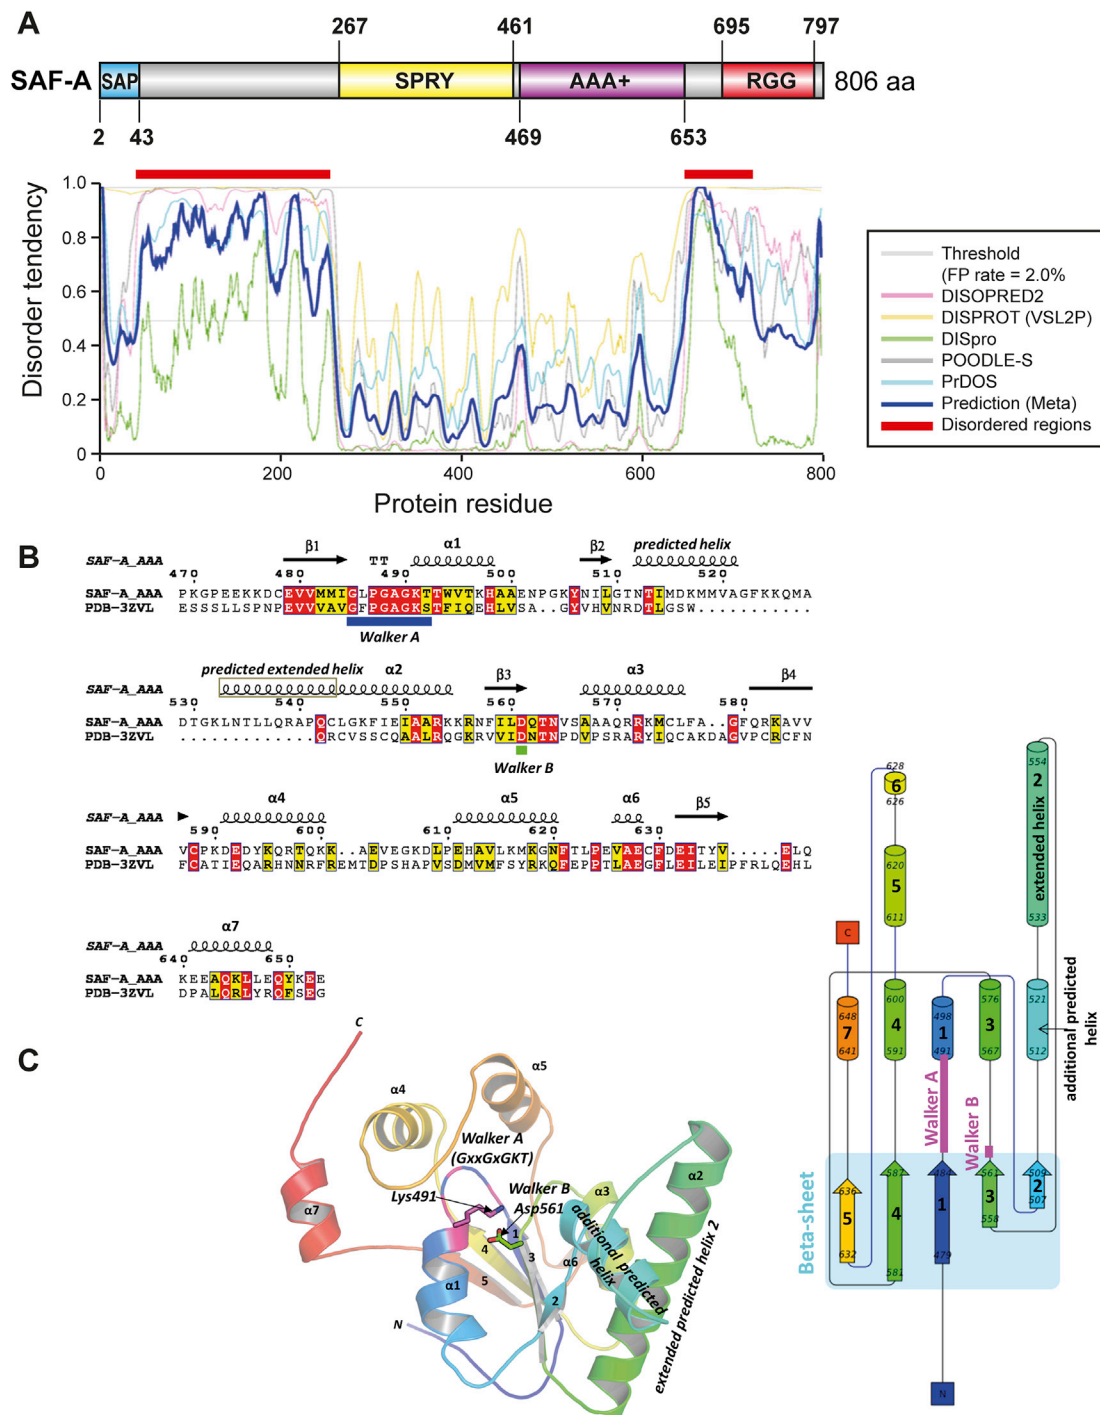 A
267 461 695 797
SAF-A SAP SPRY AAA+ RGG 806 aa
2 43 469 653
Disorder tendency
1.0
0.8
0.6
0.4
0.2
0
0 200 400 600 800
Protein residue
Threshold
(FP rate = 2.0%
DISOPRED2
DISPROT (VSL2P)
DISpro
POODLE-S
PrDOS
Prediction (Meta)
Disordered regions
B
β1 α1 β2 predicted helix
SAF-A_AAA TT
470 480 490 500 510 520
SAF-A_AAA PKGPEEKKDCEVVMMIGLPGAGKTTWVTKHAAENPGKYNILGTNTIMDKMMVAGFKKQMA
PDB-3ZVL ESSSLLSPNPEVVVAVGFPGAGKSTFIQEHLVSA..GYVHVNRDTLGSW...........
Walker A
predicted extended helix α2 β3 α3 β4
SAF-A_AAA
530 540 550 560 570 580
SAF-A_AAA DTGKLNTLLQRAPQCLGKFIEIAARKKRNFILDQTNVSAAAQRRKMCLFA..GFQRKAVV
PDB-3ZVL .............QRCVSSCQAALRQGKRVVIDNTNPDVPSRARYIQCAKDAGVPCRCFN
Walker B
α4 α5 α6 β5
SAF-A_AAA
590 600 610 620 630
SAF-A_AAA VCPKDEDYKQRTQKK..AEVEGKDLPEHAVLKMKGNFTLPEVAECFDEITYV.....ELQ
PDB-3ZVL FCATIEQARHNNRFREMTDPSHAPVSDMVMFSYRKQFEPPTLAEGFLEILEIPFRLQEHL
α7
SAF-A_AAA
640 650
SAF-A_AAA KEEAQKLLEQYKEE
PDB-3ZVL DPALQRLYRQFSEG
C
C
α5
α4
Walker A
(GxxGxGKT)
Walker B
Lys491
Asp561
α3
α2
α7
1
4
3
α6
α1
5
2
N
additional predicted
helix
extended predicted helix 2
628
6
626
554
2
extended helix
533
620
5
611
C
648
7
641
600
4
591
498
1
491
576
3
567
521
512
additional predicted
helix
Walker A
Walker B
Beta-sheet
636
5
632
587
4
581
484
1
479
561
3
558
509
2
507
N